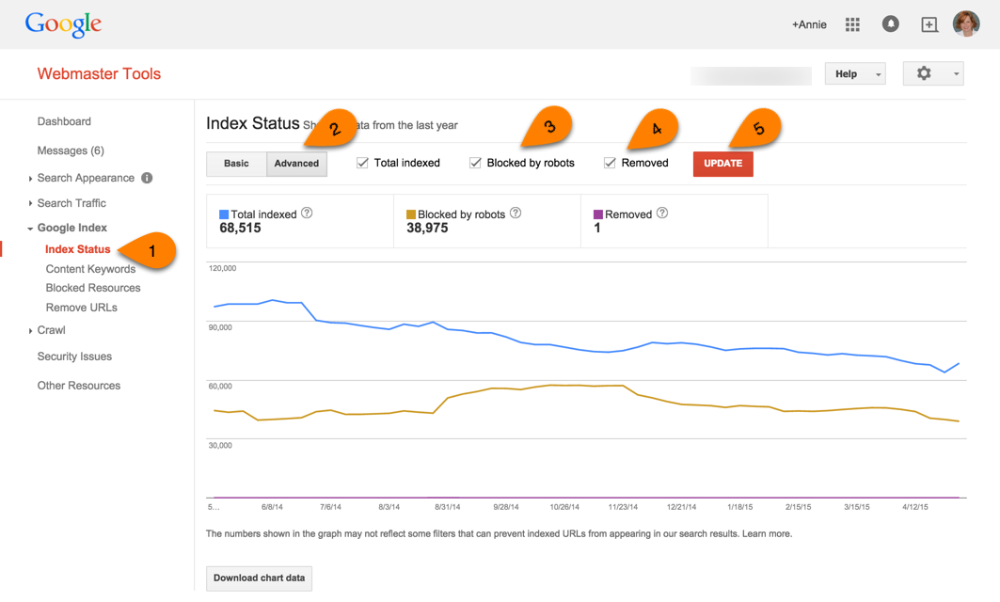 Google
+Annie
Webmaster Tools
Help
Dashboard
Messages (6)
Search Appearance
Search Traffic
Google Index
Index Status
Content Keywords
Blocked Resources
Remove URLs
Crawl
Security Issues
Other Resources
1
Index Status Sh ata from the last year
2
3
4
5
Basic Advanced Total indexed Blocked by robots Removed UPDATE
Total indexed Blocked by robots Removed
68,515 38,975 1
120,000
90,000
60,000
30,000
5… 6/8/14 7/6/14 8/3/14 8/31/14 9/28/14 10/26/14 11/23/14 12/21/14 1/18/15 2/15/15 3/15/15 4/12/15
The numbers shown in the graph may not reflect some filters that can prevent indexed URLs from appearing in our search results. Learn more.
Download chart data